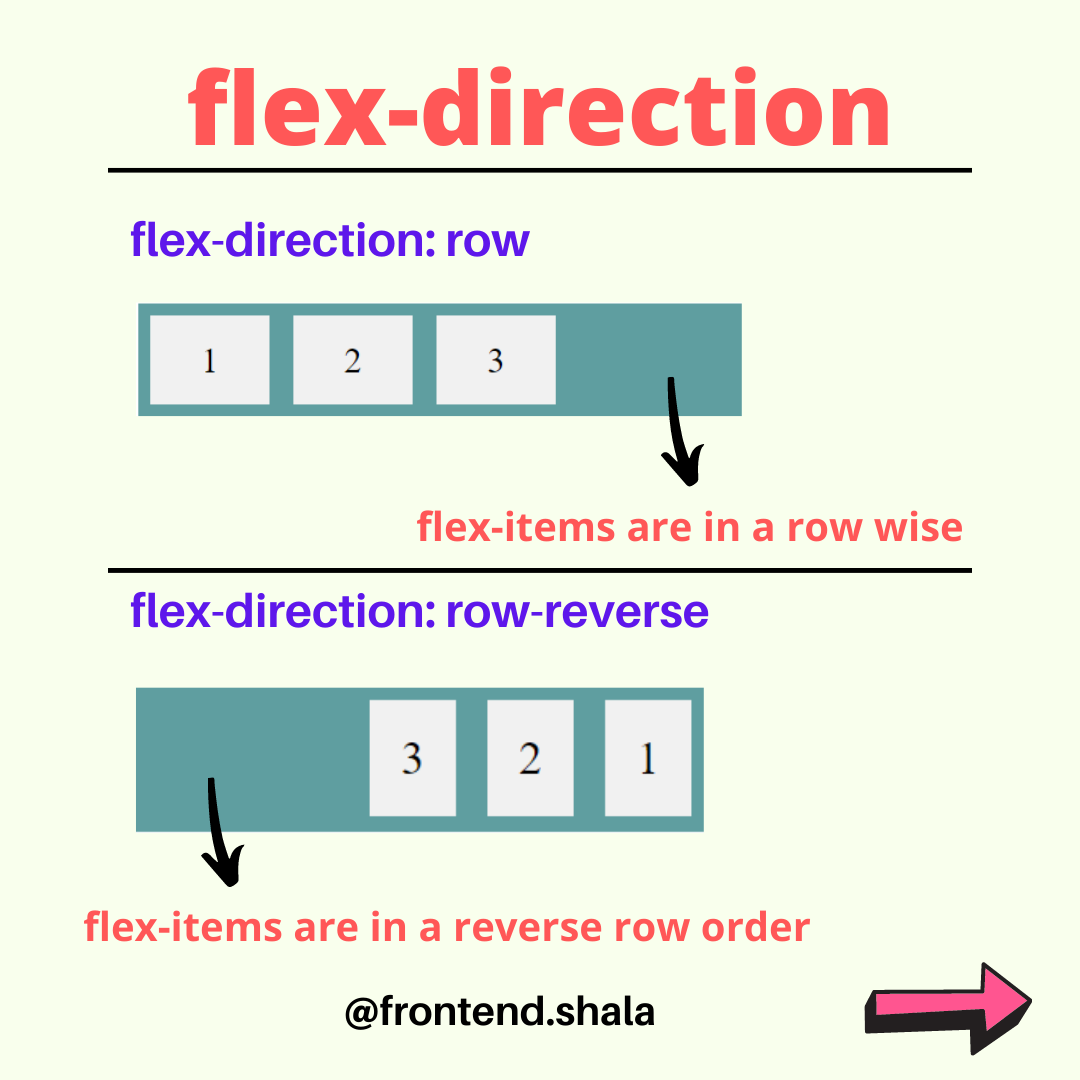 flex-direction
flex-direction: row
1 2 3
flex-items are in a row wise
flex-direction: row-reverse
3 2 1
flex-items are in a reverse row order
@frontend.shala